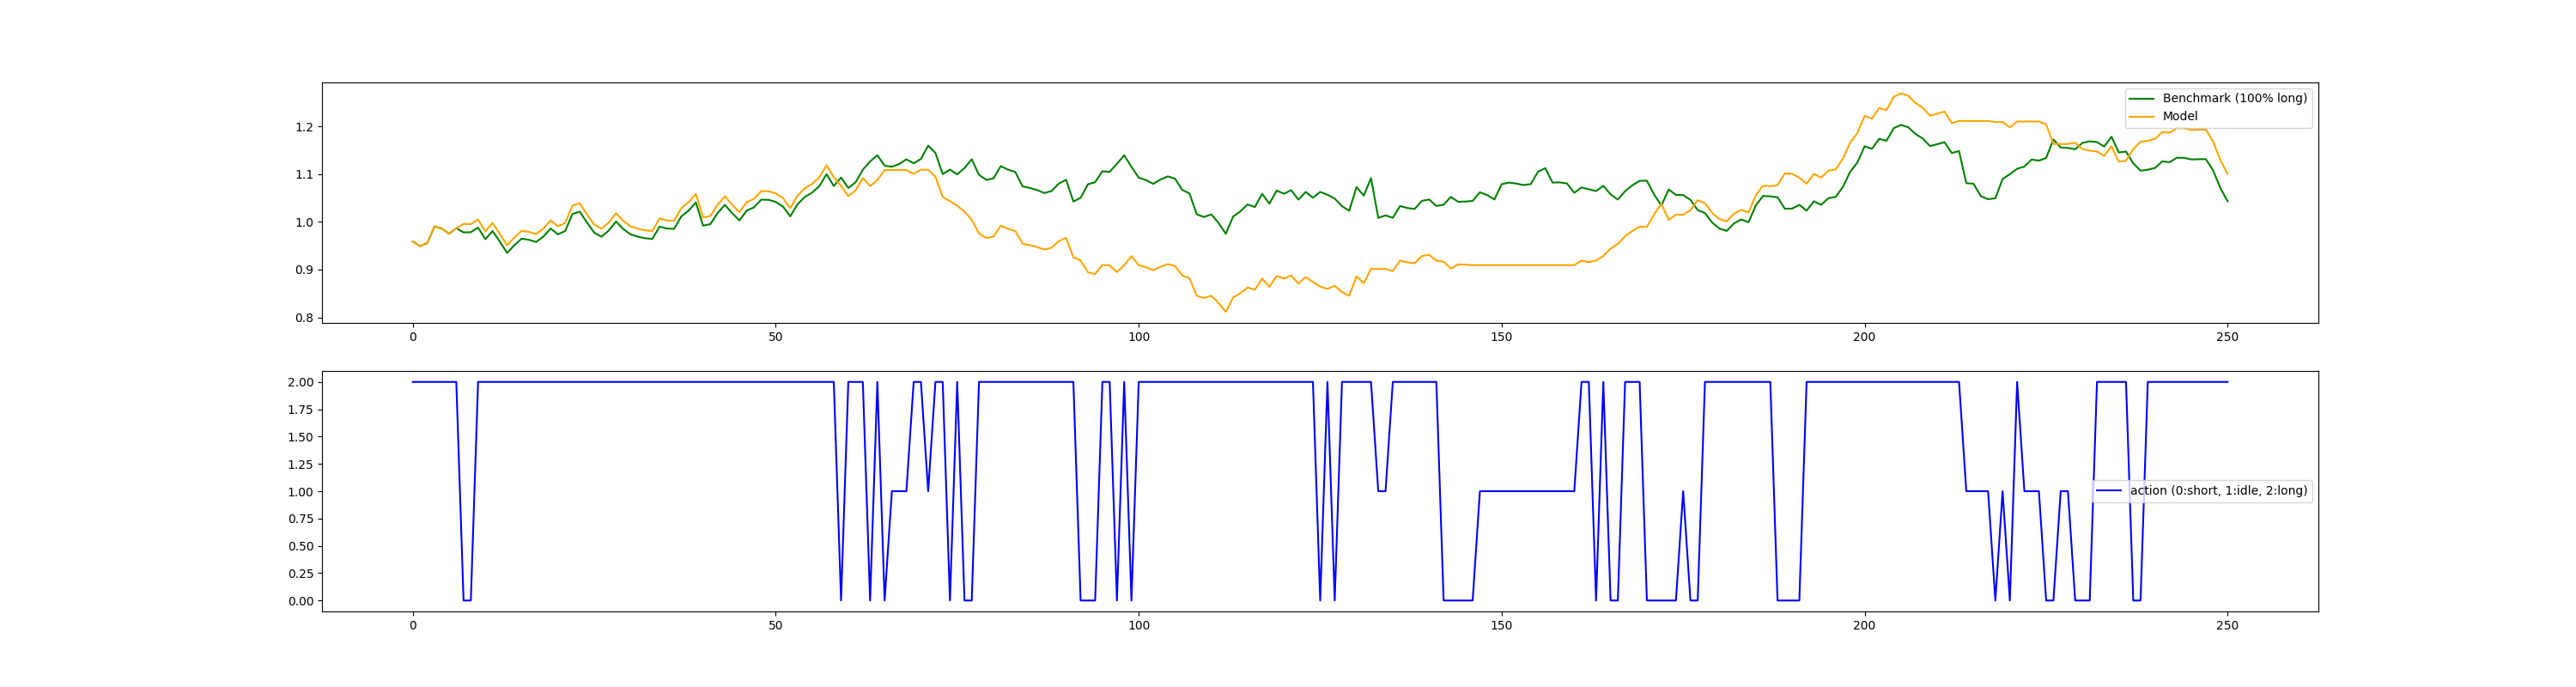 Benchmark (100% long)
Model
1.2
1.1
1.0
0.9
0.8
0 50 100 150 200 250
2.00
1.75
1.50
1.25
1.00
action (0:short, 1:idle, 2:long)
0.75
0.50
0.25
0.00
0 50 100 150 200 250